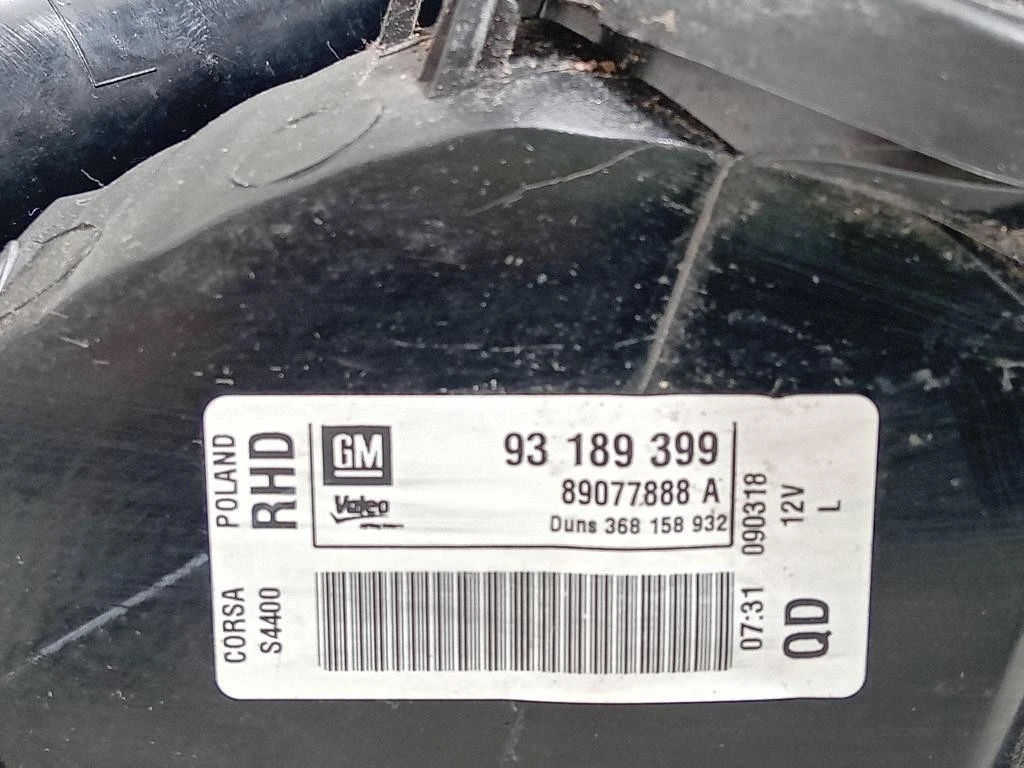 POLAND
RHD
CORSA
S4400
GM
Valeo
93 189 399
89077888 A
Duns 368 158 932
07:31 090318
12V
QD L